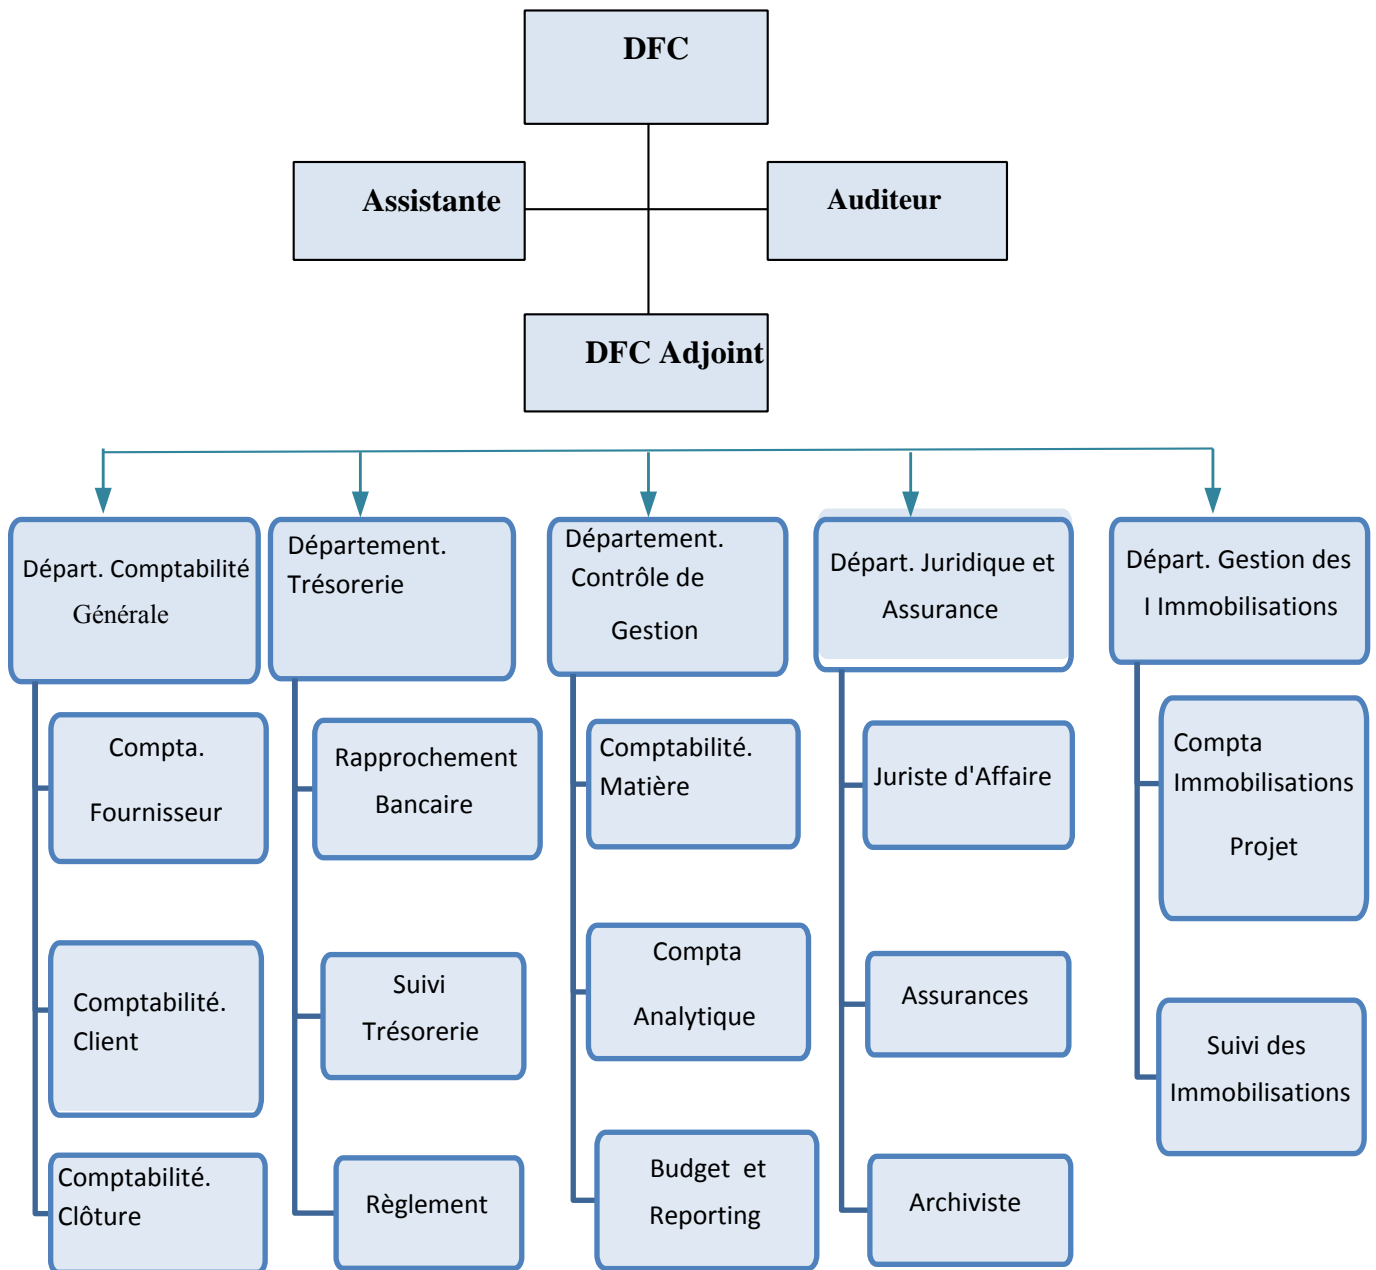 DFC
Assistante
Auditeur
DFC Adjoint
Départ. Comptabilité
Générale
Département.
Trésorerie
Département.
Contrôle de
Gestion
Départ. Juridique et
Assurance
Départ. Gestion des
I Immobilisations
Compta.
Fournisseur
Rapprochement
Bancaire
Comptabilité.
Matière
Juriste d'Affaire
Compta
Immobilisations
Projet
Comptabilité.
Client
Suivi
Trésorerie
Compta
Analytique
Assurances
Suivi des
Immobilisations
Comptabilité.
Clôture
Règlement
Budget et
Reporting
Archiviste